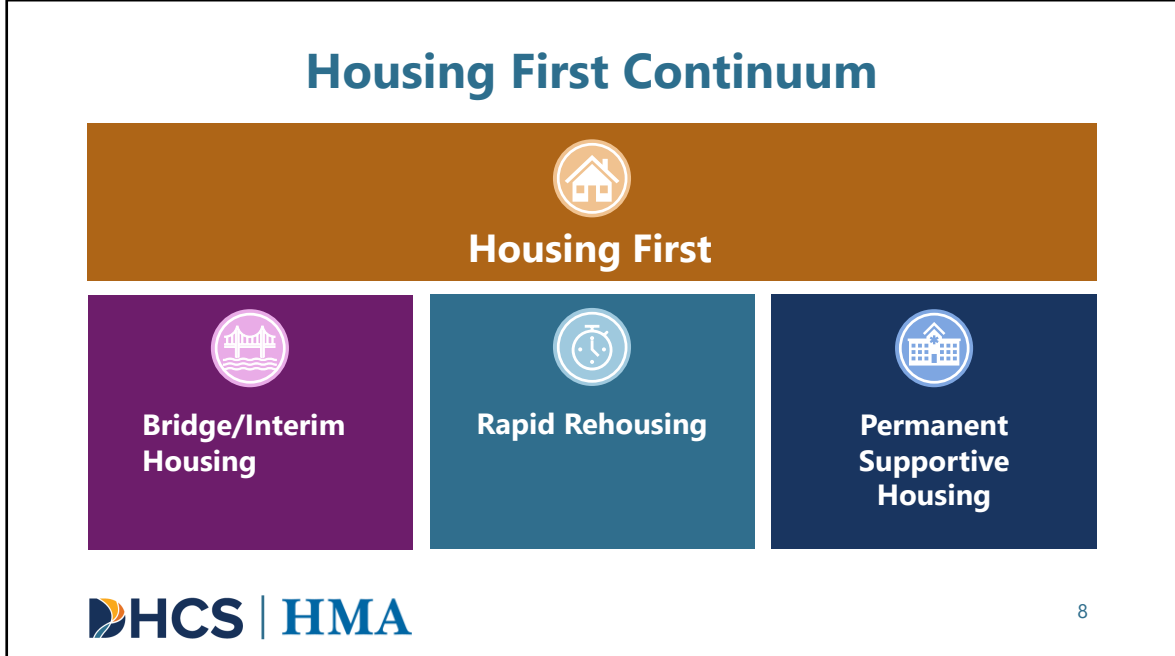 Housing First Continuum
Housing First
Bridge/Interim
Housing
Rapid Rehousing
Permanent
Supportive
Housing
DHCS | HMA
8